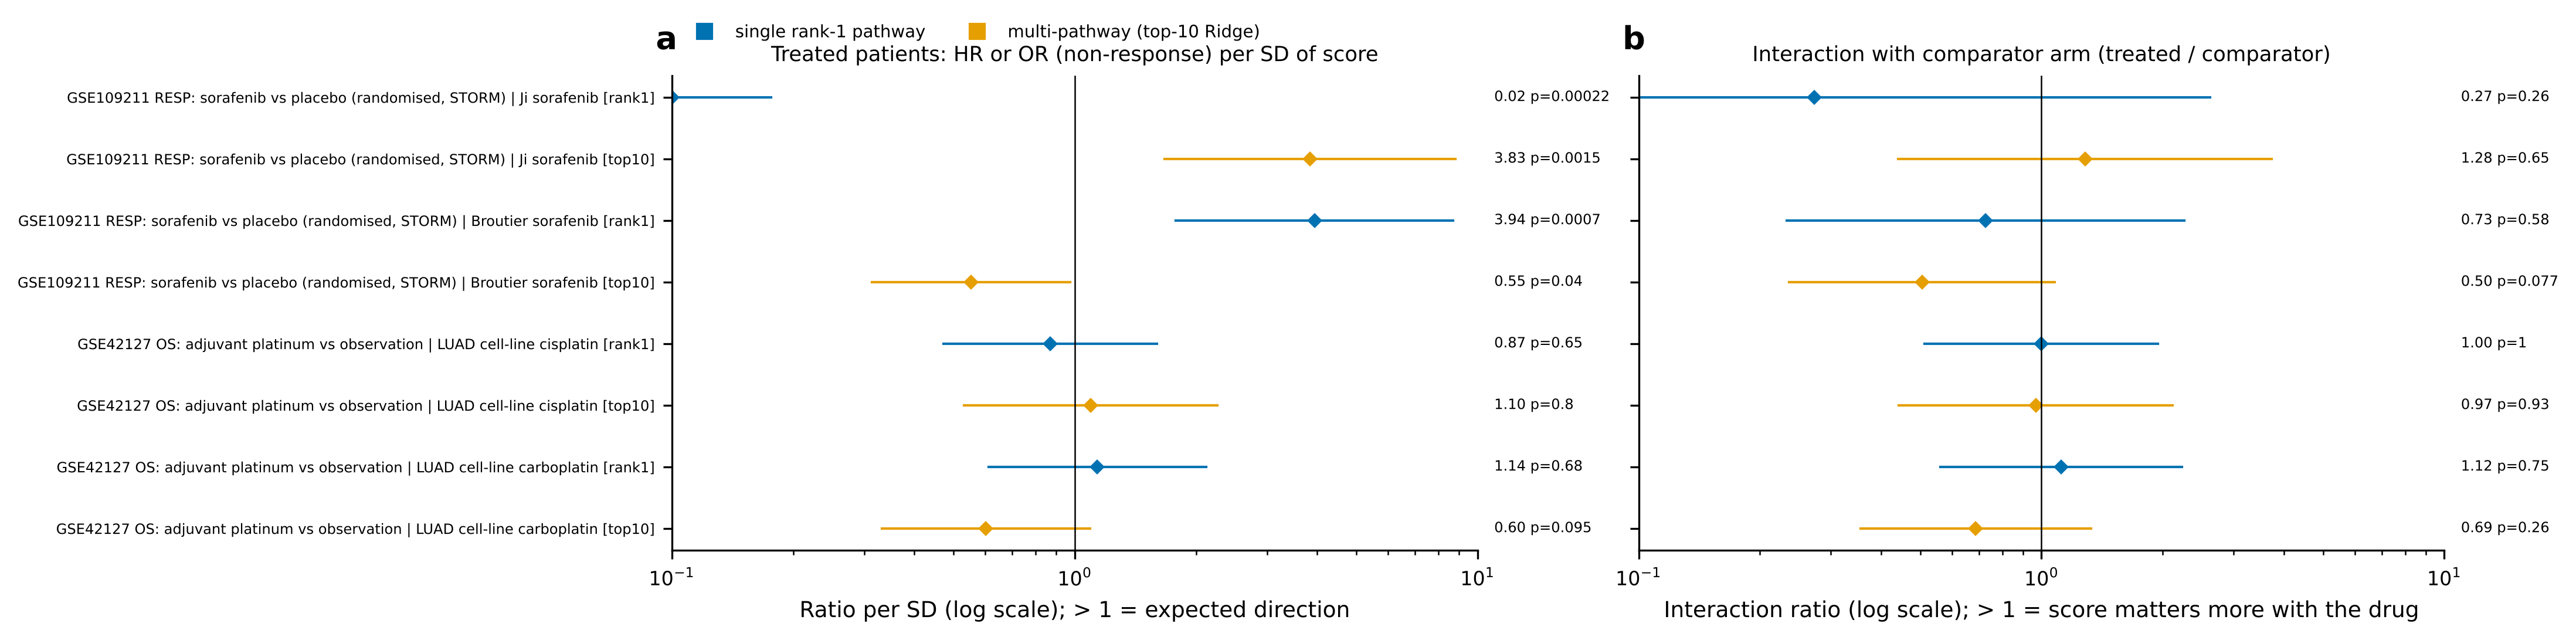 a
single rank-1 pathway
multi-pathway (top-10 Ridge)
Treated patients: HR or OR (non-response) per SD of score
GSE109211 RESP: sorafenib vs placebo (randomised, STORM) | Ji sorafenib [rank1]
0.02 p=0.00022
GSE109211 RESP: sorafenib vs placebo (randomised, STORM) | Ji sorafenib [top10]
3.83 p=0.0015
GSE109211 RESP: sorafenib vs placebo (randomised, STORM) | Broutier sorafenib [rank1]
3.94 p=0.0007
GSE109211 RESP: sorafenib vs placebo (randomised, STORM) | Broutier sorafenib [top10]
0.55 p=0.04
GSE42127 OS: adjuvant platinum vs observation | LUAD cell-line cisplatin [rank1]
0.87 p=0.65
GSE42127 OS: adjuvant platinum vs observation | LUAD cell-line cisplatin [top10]
1.10 p=0.8
GSE42127 OS: adjuvant platinum vs observation | LUAD cell-line carboplatin [rank1]
1.14 p=0.68
GSE42127 OS: adjuvant platinum vs observation | LUAD cell-line carboplatin [top10]
0.60 p=0.095
10⁻¹ 10⁰ 10¹
Ratio per SD (log scale); > 1 = expected direction
b
Interaction with comparator arm (treated / comparator)
0.27 p=0.26
1.28 p=0.65
0.73 p=0.58
0.50 p=0.077
1.00 p=1
0.97 p=0.93
1.12 p=0.75
0.69 p=0.26
10⁻¹ 10⁰ 10¹
Interaction ratio (log scale); > 1 = score matters more with the drug